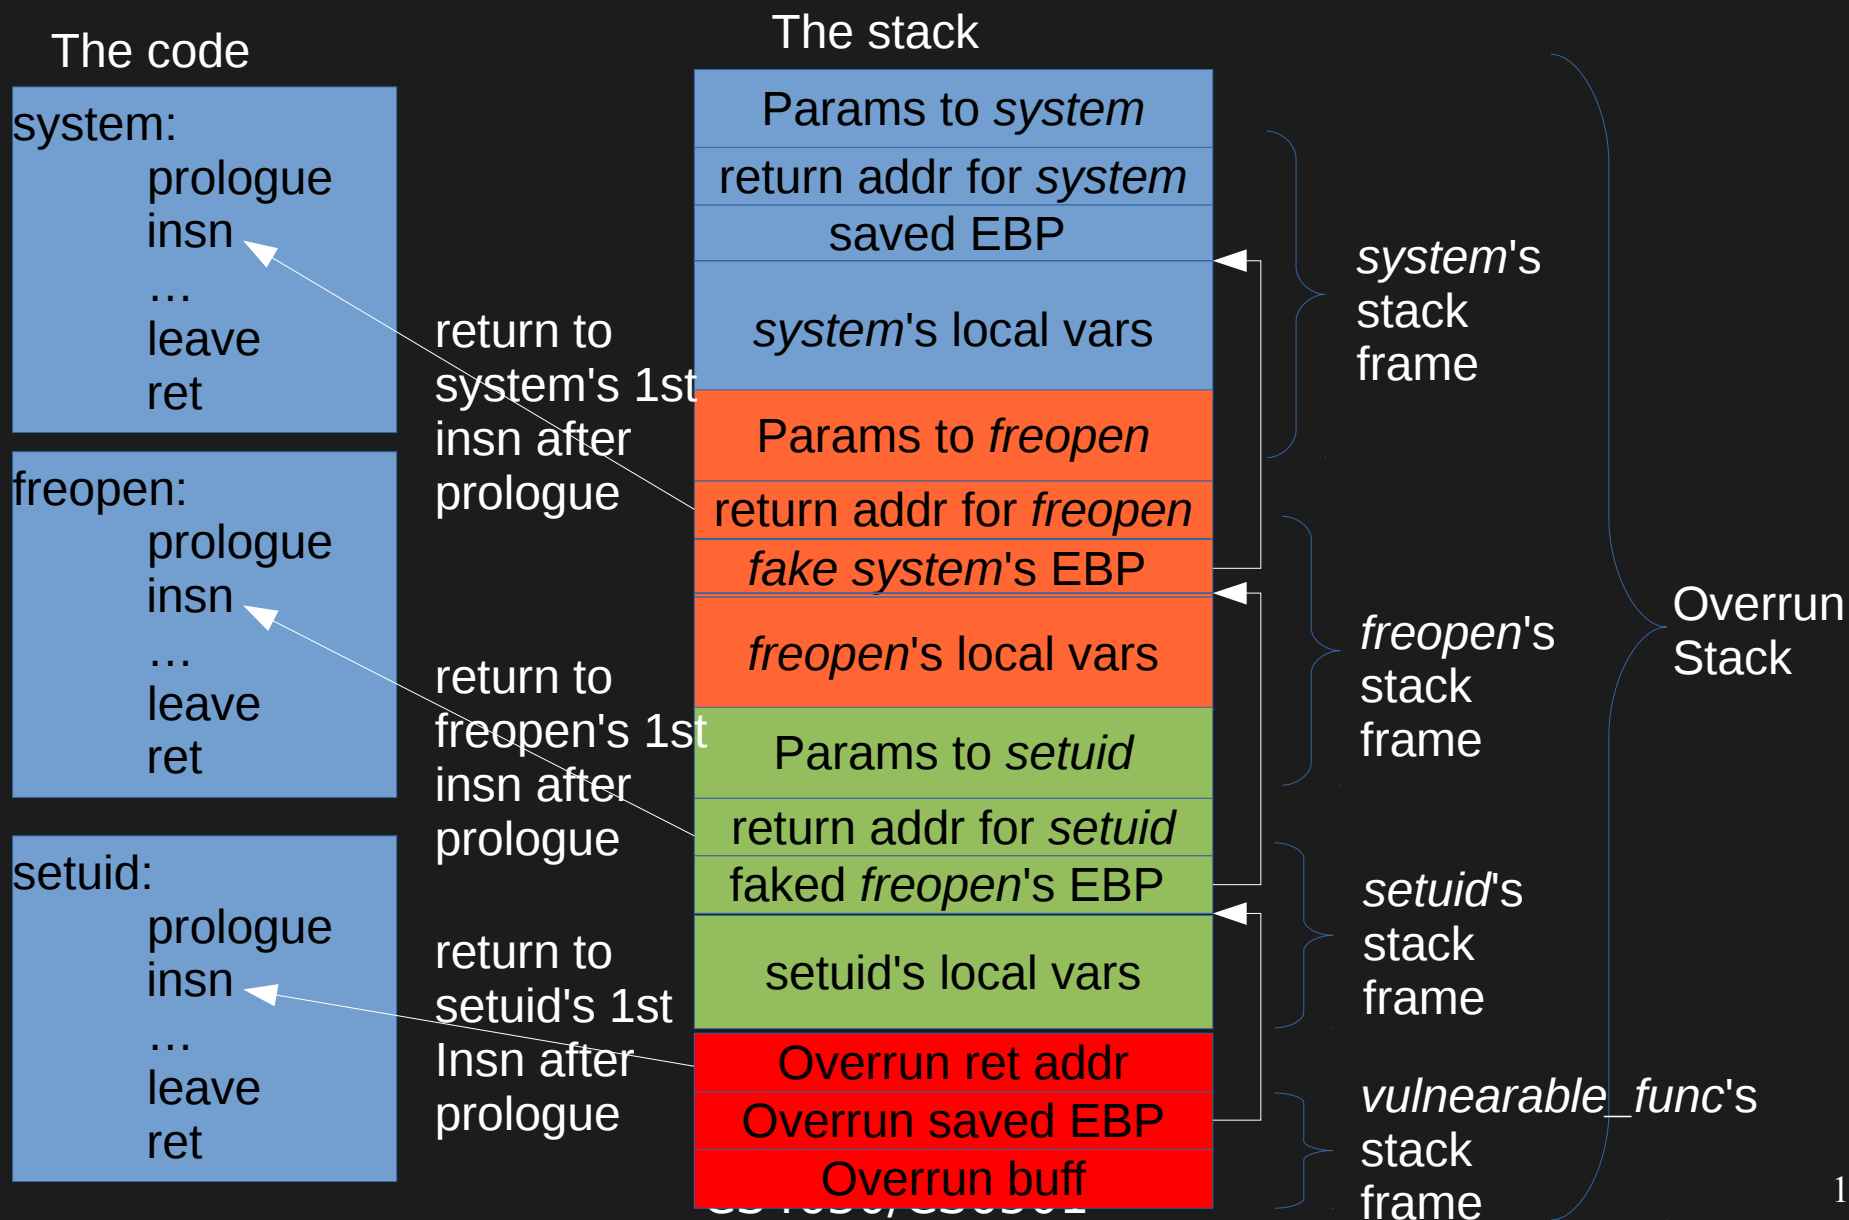 The code
system:
prologue
insn
…
leave
ret
freopen:
prologue
insn
…
leave
ret
setuid:
prologue
insn
…
leave
ret
return to
system's 1st
insn after
prologue
return to
freopen's 1st
insn after
prologue
return to
setuid's 1st
Insn after
prologue
The stack
Params to system
return addr for system
saved EBP
system's local vars
Params to freopen
return addr for freopen
fake system's EBP
freopen's local vars
Params to setuid
return addr for setuid
faked freopen's EBP
setuid's local vars
Overrun ret addr
Overrun saved EBP
Overrun buff
system's
stack
frame
freopen's
stack
frame
setuid's
stack
frame
vulnearable_func's
stack
frame
Overrun
Stack
1